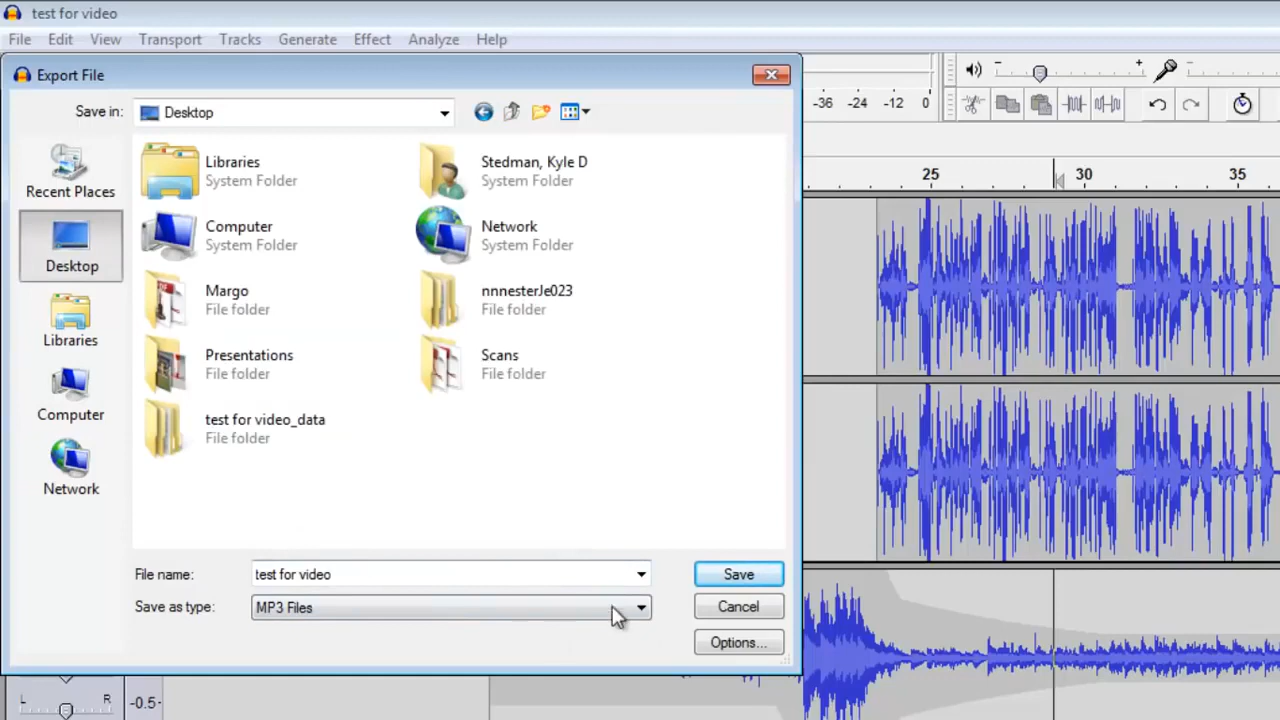 test for video
File Edit View Transport Tracks Generate Effect Analyze Help
Export File
Save in: Desktop
-36 -24 -12 0
Recent Places
Desktop
Libraries
Computer
Network
Libraries
System Folder
Stedman, Kyle D
System Folder
Computer
System Folder
Network
System Folder
Margo
File folder
nnnesterJe023
File folder
Presentations
File folder
Scans
File folder
test for video_data
File folder
25 30 35
File name: test for video Save
Save as type: MP3 Files Cancel
Options...
L R -0.5-